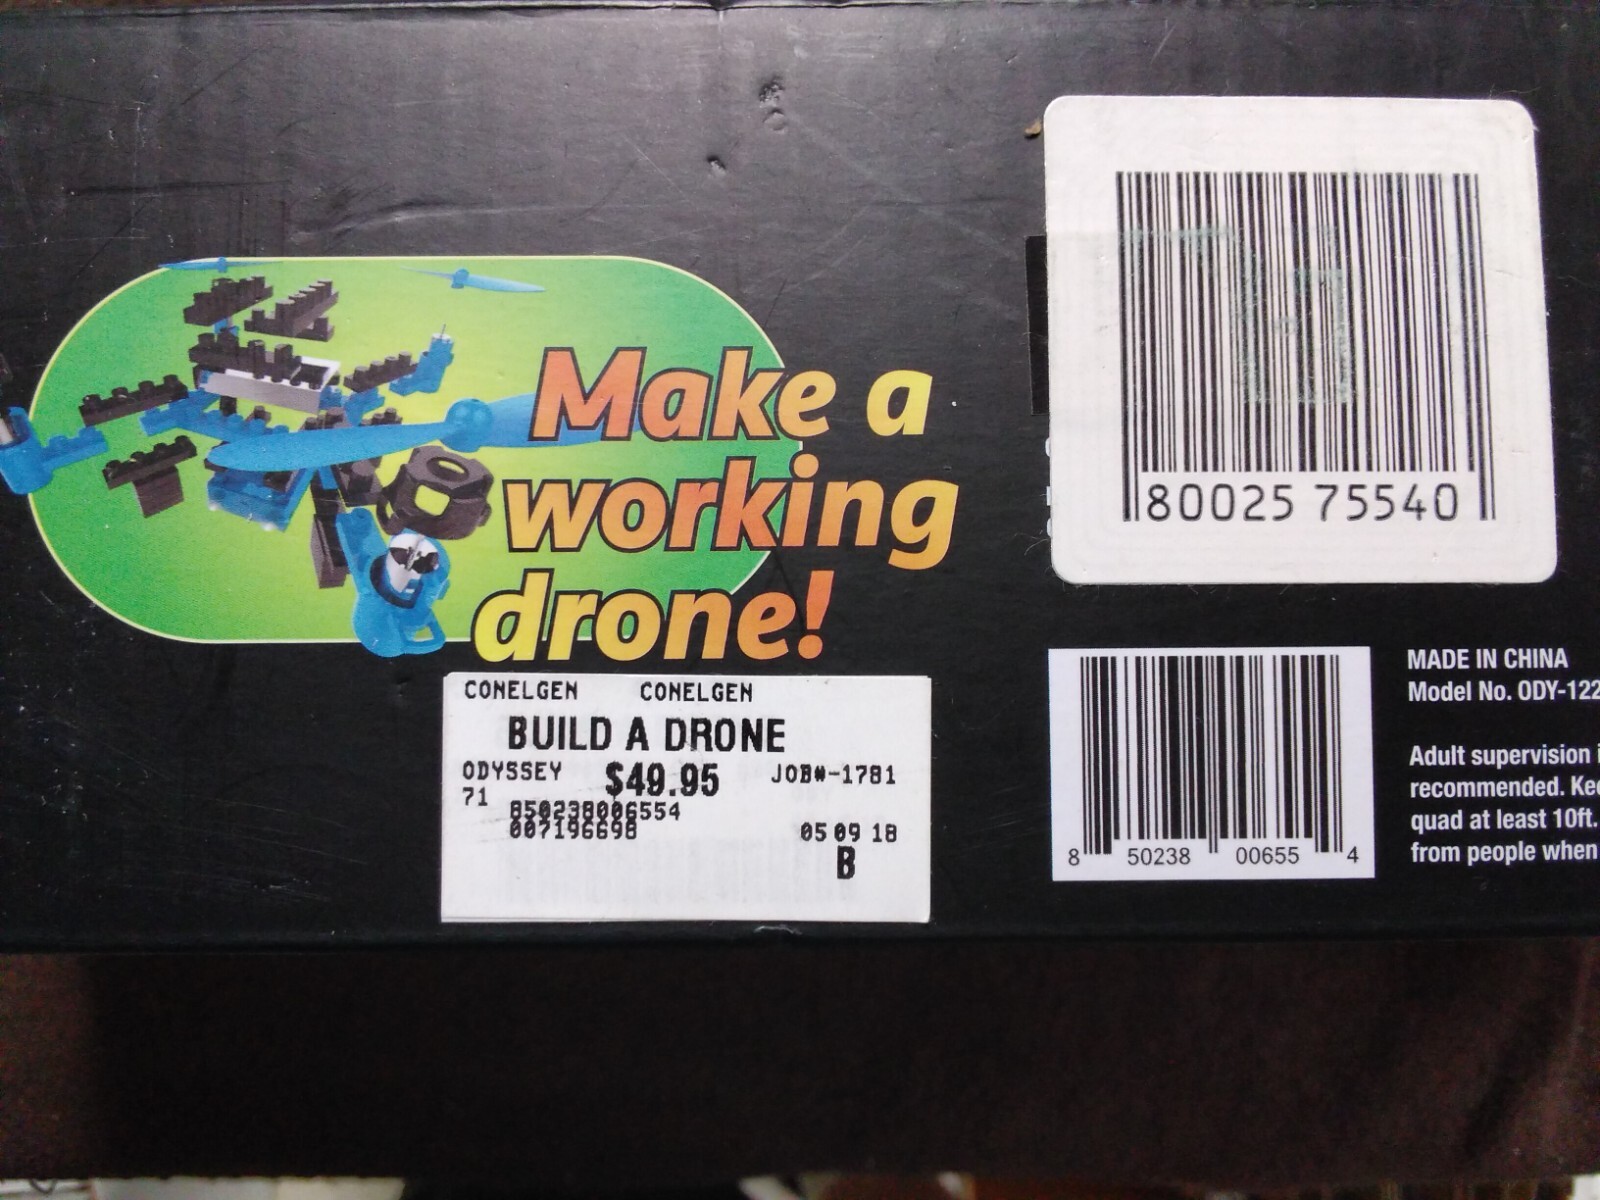 Make a
working
drone!
80025 75540
CONELGEN CONELGEN
BUILD A DRONE
ODYSSEY $49.95 JOB#-1781
71 850238006554
007196698 05 09 18
B
8 50238 00655 4
MADE IN CHINA
Model No. ODY-122
Adult supervision
recommended.
quad at least 10ft.
from people when